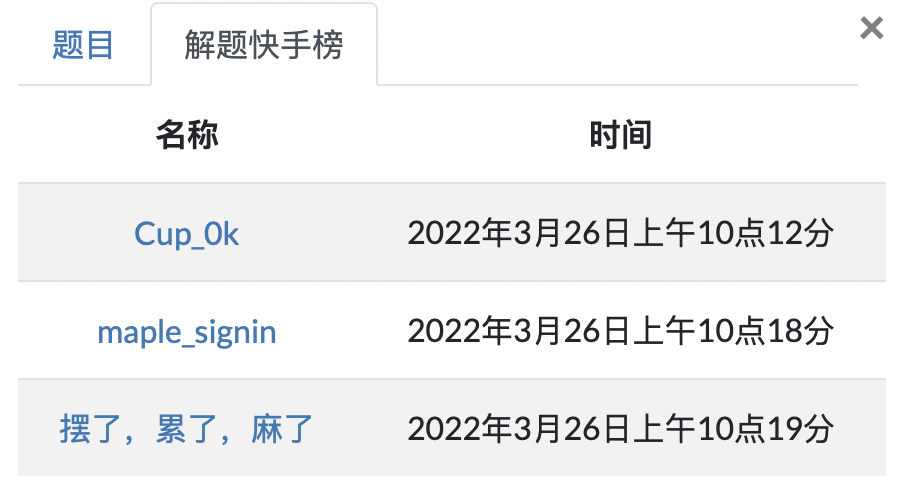 题目 解题快手榜 ×
名称 时间
Cup_0k 2022年3月26日上午10点12分
maple_signin 2022年3月26日上午10点18分
摆了，累了，麻了 2022年3月26日上午10点19分